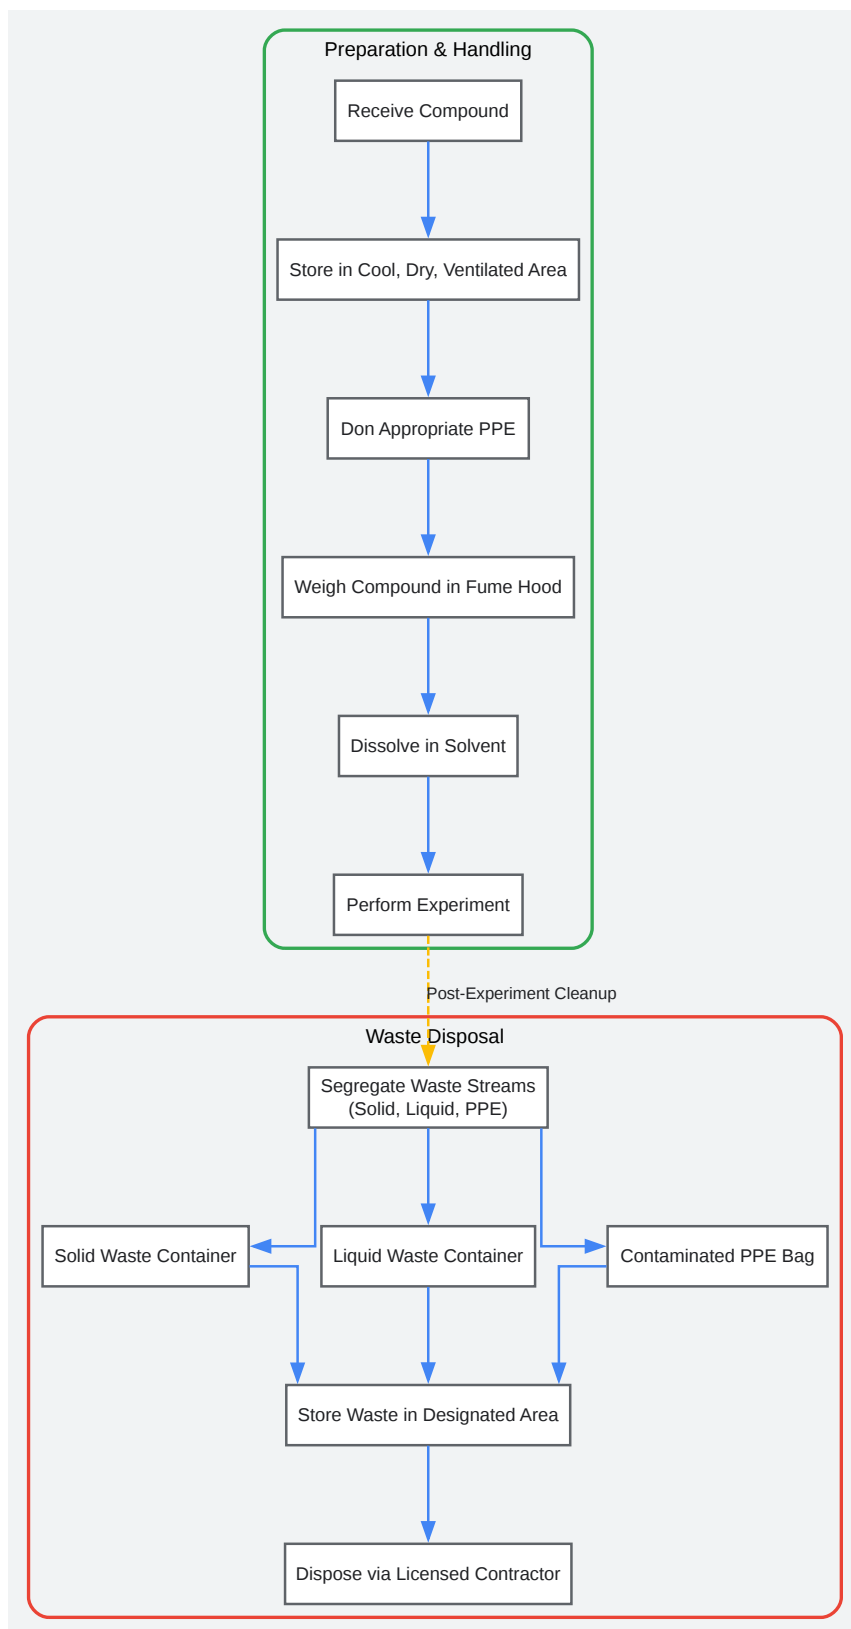 Preparation & Handling
Receive Compound
Store in Cool, Dry, Ventilated Area
Don Appropriate PPE
Weigh Compound in Fume Hood
Dissolve in Solvent
Perform Experiment
Post-Experiment Cleanup
Waste Disposal
Segregate Waste Streams
(Solid, Liquid, PPE)
Solid Waste Container
Liquid Waste Container
Contaminated PPE Bag
Store Waste in Designated Area
Dispose via Licensed Contractor